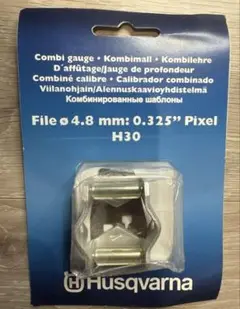 Combi gauge • Kombimall • Kombilehre
D´affûtage/Jauge de profondeur
Combiné calibre • Calibrador combinado
Viilanohjain/Alennuskaavioyhdistelmä
Комбинированные шаблоны
File ø 4.8 mm: 0.325” Pixel
H30
Husqvarna